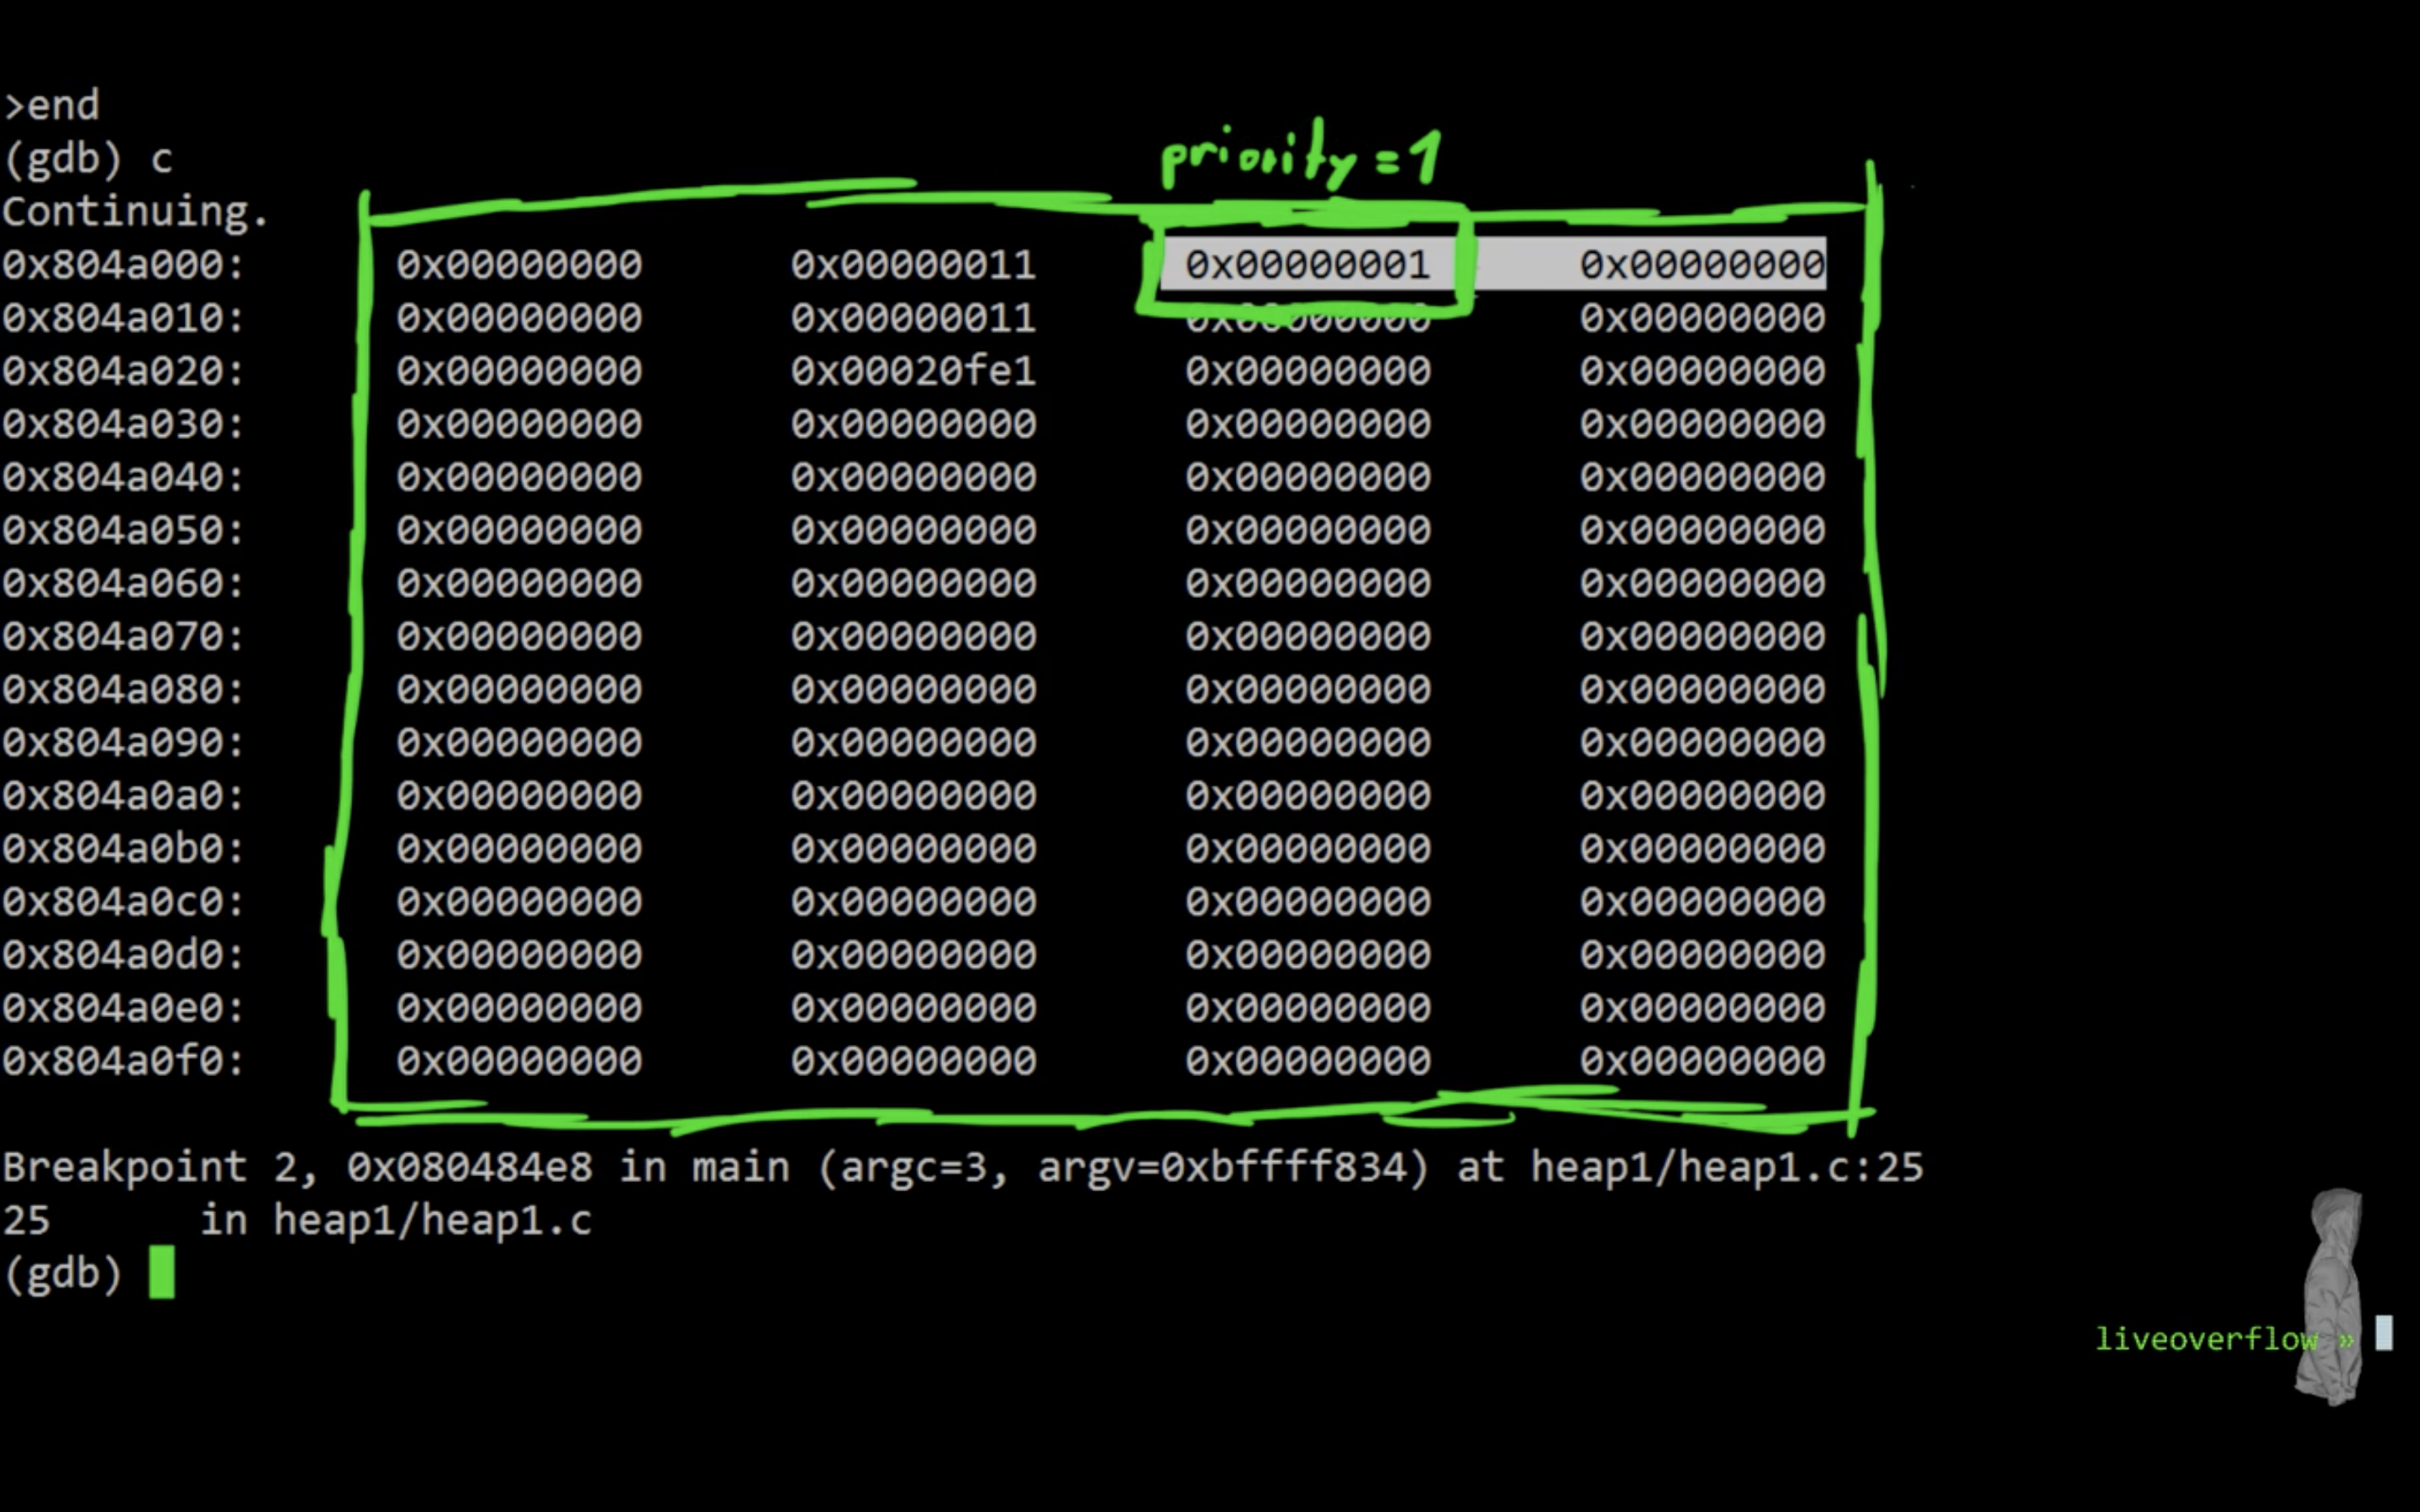 >end
(gdb) c
priority=1
Continuing.
0x804a000: 0x00000000 0x00000011 0x00000001 0x00000000
0x804a010: 0x00000000 0x00000011 0x00000000 0x00000000
0x804a020: 0x00000000 0x00020fe1 0x00000000 0x00000000
0x804a030: 0x00000000 0x00000000 0x00000000 0x00000000
0x804a040: 0x00000000 0x00000000 0x00000000 0x00000000
0x804a050: 0x00000000 0x00000000 0x00000000 0x00000000
0x804a060: 0x00000000 0x00000000 0x00000000 0x00000000
0x804a070: 0x00000000 0x00000000 0x00000000 0x00000000
0x804a080: 0x00000000 0x00000000 0x00000000 0x00000000
0x804a090: 0x00000000 0x00000000 0x00000000 0x00000000
0x804a0a0: 0x00000000 0x00000000 0x00000000 0x00000000
0x804a0b0: 0x00000000 0x00000000 0x00000000 0x00000000
0x804a0c0: 0x00000000 0x00000000 0x00000000 0x00000000
0x804a0d0: 0x00000000 0x00000000 0x00000000 0x00000000
0x804a0e0: 0x00000000 0x00000000 0x00000000 0x00000000
0x804a0f0: 0x00000000 0x00000000 0x00000000 0x00000000
Breakpoint 2, 0x080484e8 in main (argc=3, argv=0xbffff834) at heap1/heap1.c:25
25 in heap1/heap1.c
(gdb)
liveoverflow »